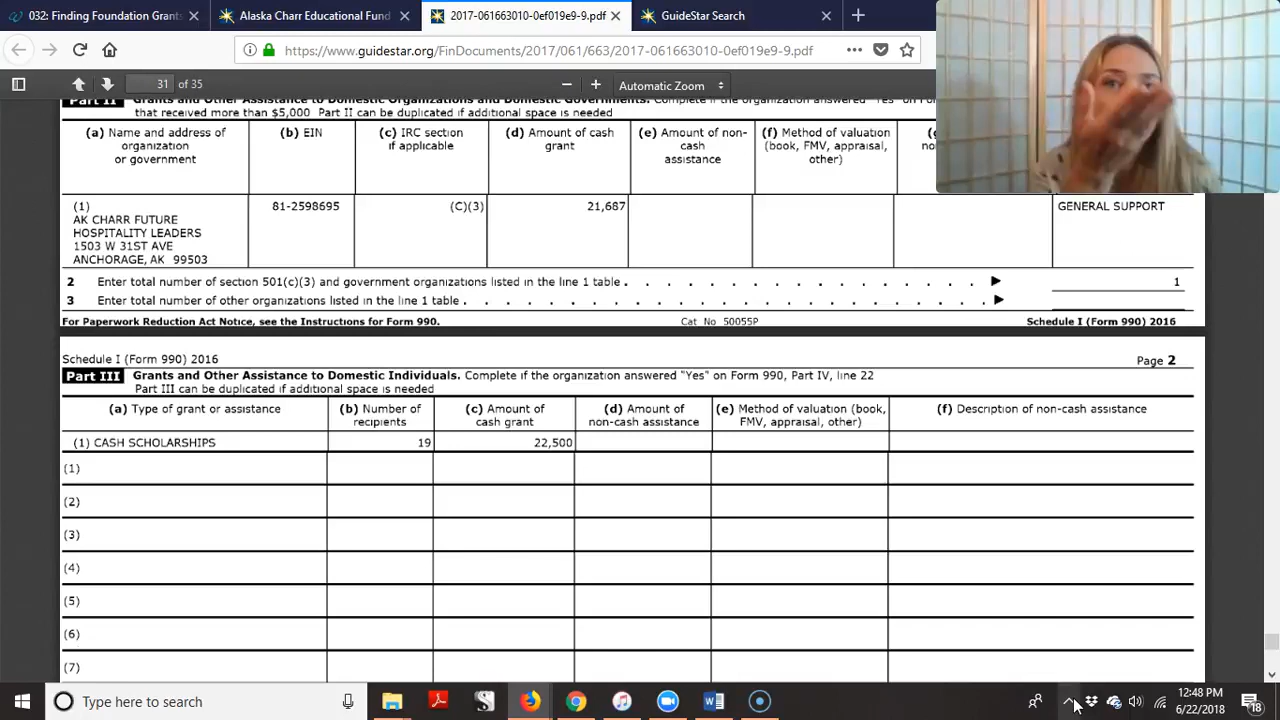 032: Finding Foundation Grants
Alaska Charr Educational Fund
2017-061663010-0ef019e9-9.pdf
GuideStar Search
https://www.guidestar.org/FinDocuments/2017/061/663/2017-061663010-0ef019e9-9.pdf
31 of 35
Automatic Zoom
Part II Grants and Other Assistance to Domestic Organizations and Domestic Governments. Complete if the organization answered "Yes" on
that received more than $5,000 Part II can be duplicated if additional space is needed
(a) Name and address of organization or government
(b) EIN
(c) IRC section if applicable
(d) Amount of cash grant
(e) Amount of non-cash assistance
(f) Method of valuation (book, FMV, appraisal, other)
(1)
AK CHARR FUTURE
HOSPITALITY LEADERS
1503 W 31ST AVE
ANCHORAGE, AK 99503
81-2598695
(C)(3)
21,687
GENERAL SUPPORT
2 Enter total number of section 501(c)(3) and government organizations listed in the line 1 table . . . . . . . . . . . . . . . 1
3 Enter total number of other organizations listed in the line 1 table . . . . . . . . . . . . . . . . . . . . . .
For Paperwork Reduction Act Notice, see the Instructions for Form 990. Cat No 50055P Schedule I (Form 990) 2016
Schedule I (Form 990) 2016 Page 2
Part III Grants and Other Assistance to Domestic Individuals. Complete if the organization answered "Yes" on Form 990, Part IV, line 22
Part III can be duplicated if additional space is needed
(a) Type of grant or assistance
(b) Number of recipients
(c) Amount of cash grant
(d) Amount of non-cash assistance
(e) Method of valuation (book, FMV, appraisal, other)
(f) Description of non-cash assistance
(1) CASH SCHOLARSHIPS 19 22,500
(1)
(2)
(3)
(4)
(5)
(6)
(7)
Type here to search
12:48 PM
6/22/2018
18